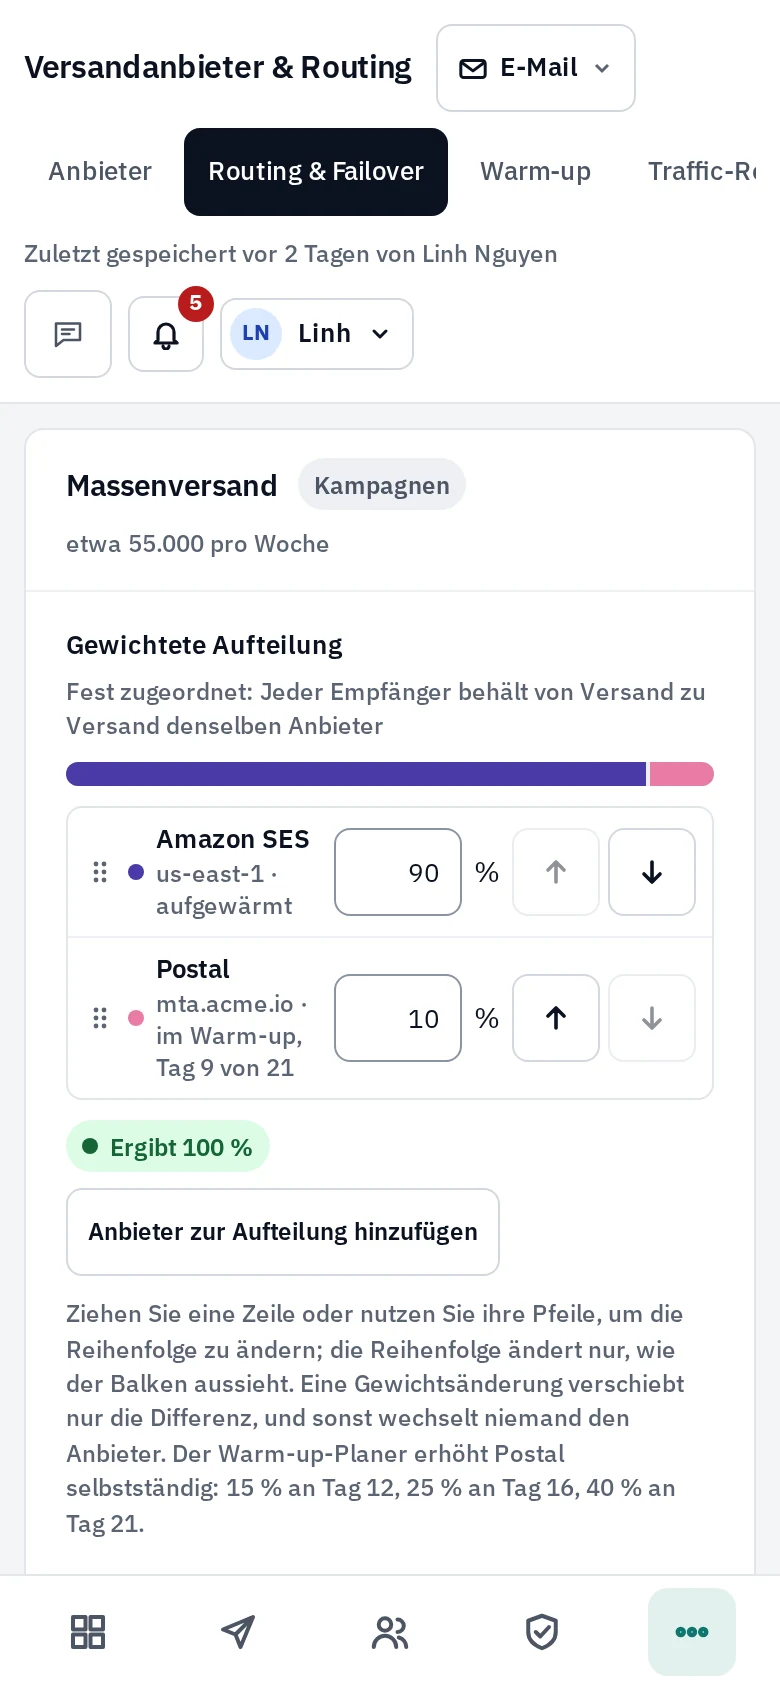 Versandanbieter & Routing
E-Mail
Anbieter
Routing & Failover
Warm-up
Zuletzt gespeichert vor 2 Tagen von Linh Nguyen
5
LN
Linh
Massenversand
Kampagnen
etwa 55.000 pro Woche
Gewichtete Aufteilung
Fest zugeordnet: Jeder Empfänger behält von Versand zu
Versand denselben Anbieter
Amazon SES
us-east-1 ·
aufgewärmt
90
%
Postal
mta.acme.io ·
im Warm-up,
Tag 9 von 21
10
%
Ergibt 100 %
Anbieter zur Aufteilung hinzufügen
Ziehen Sie eine Zeile oder nutzen Sie ihre Pfeile, um die
Reihenfolge zu ändern; die Reihenfolge ändert nur, wie
der Balken aussieht. Eine Gewichtsänderung verschiebt
nur die Differenz, und sonst wechselt niemand den
Anbieter. Der Warm-up-Planer erhöht Postal
selbstständig: 15 % an Tag 12, 25 % an Tag 16, 40 % an
Tag 21.